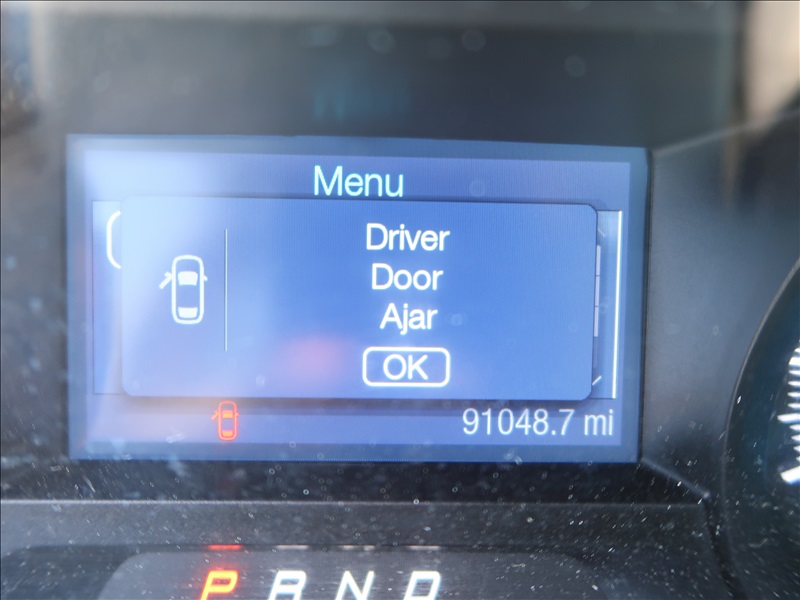 Menu
Driver
Door
Ajar
OK
91048.7 mi
P R N D